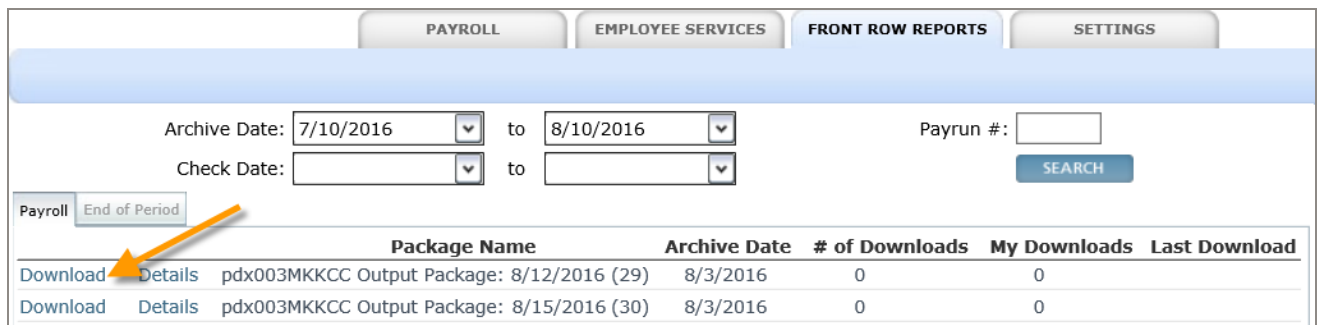 PAYROLL EMPLOYEE SERVICES FRONT ROW REPORTS SETTINGS
Archive Date: 7/10/2016 to 8/10/2016 Payrun #:
Check Date: to SEARCH
Payroll End of Period
Package Name Archive Date # of Downloads My Downloads Last Download
Download Details pdx003MKKCC Output Package: 8/12/2016 (29) 8/3/2016 0 0
Download Details pdx003MKKCC Output Package: 8/15/2016 (30) 8/3/2016 0 0